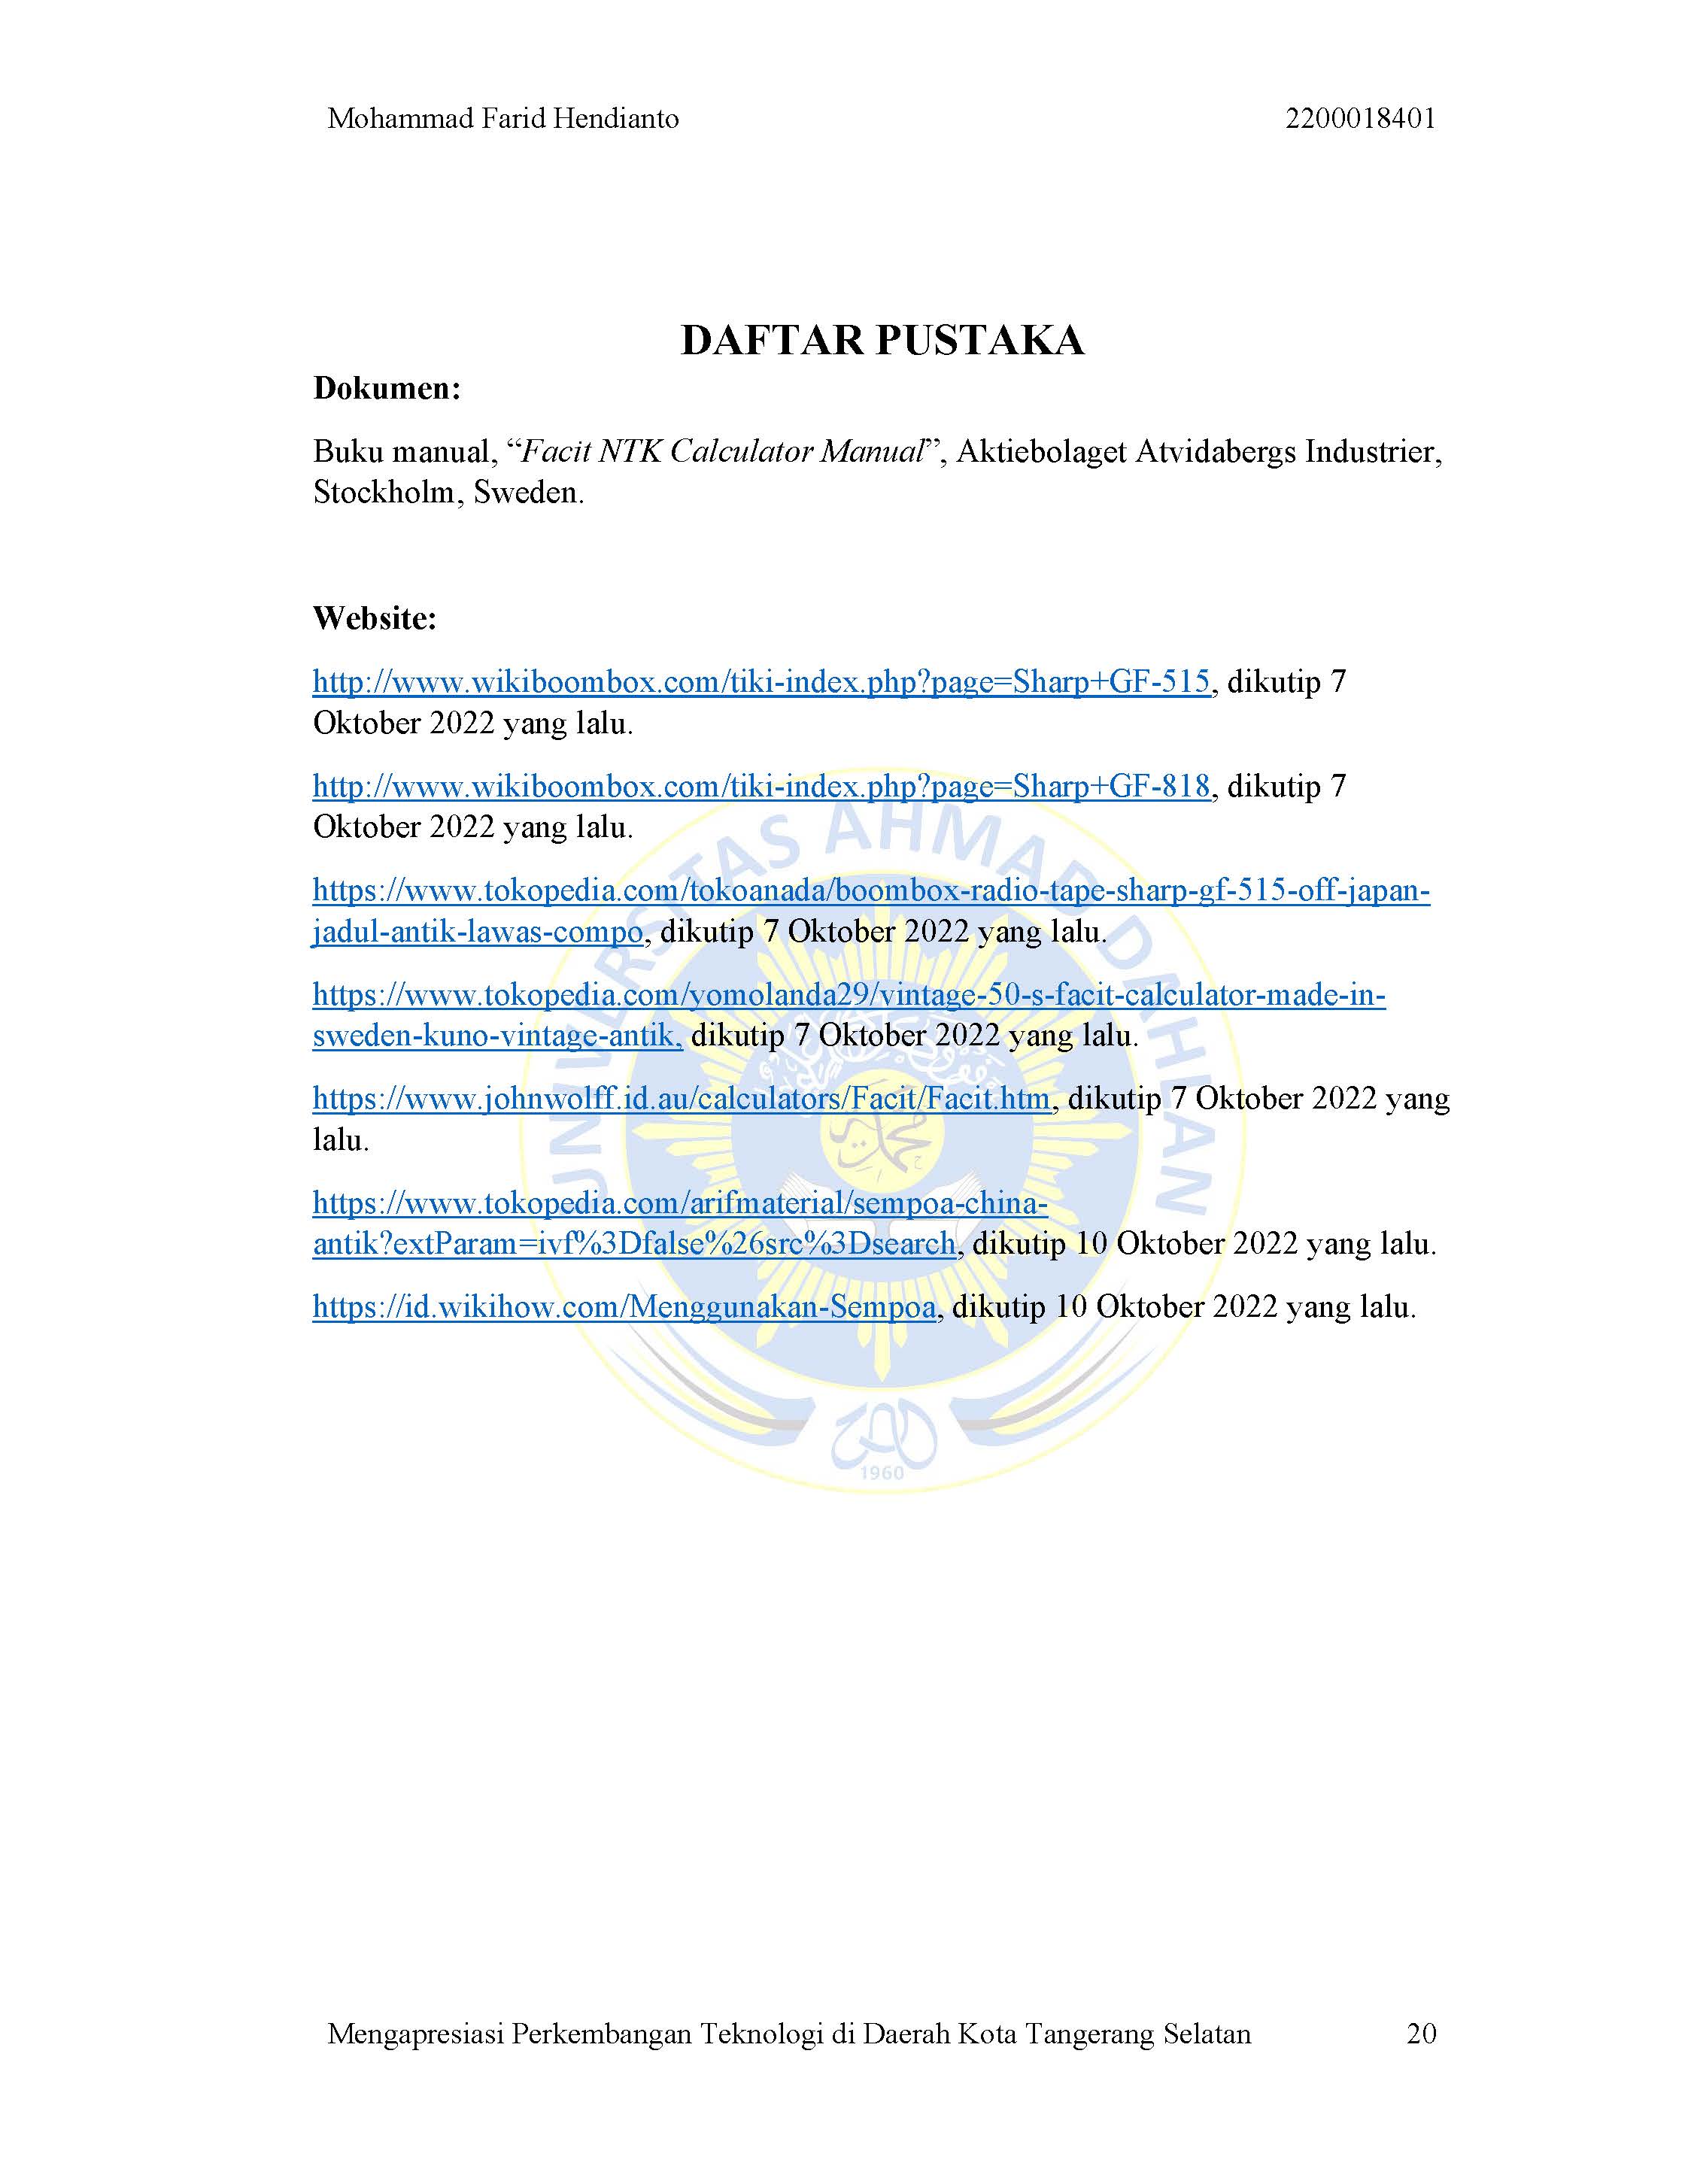 Mohammad Farid Hendianto 2200018401
DAFTAR PUSTAKA
Dokumen:
Buku manual, “Facit NTK Calculator Manual”, Aktiebolaget Atvidabergs Industrier,
Stockholm, Sweden.
Website:
http://www.wikiboombox.com/tiki-index.php?page=Sharp+GF-515, dikutip 7
Oktober 2022 yang lalu.
http://www.wikiboombox.com/tiki-index.php?page=Sharp+GF-818, dikutip 7
Oktober 2022 yang lalu.
https://www.tokopedia.com/tokoanada/boombox-radio-tape-sharp-gf-515-off-japan-
jadul-antik-lawas-compo, dikutip 7 Oktober 2022 yang lalu.
https://www.tokopedia.com/yomolanda29/vintage-50-s-facit-calculator-made-in-
sweden-kuno-vintage-antik, dikutip 7 Oktober 2022 yang lalu.
https://www.johnwolff.id.au/calculators/Facit/Facit.htm, dikutip 7 Oktober 2022 yang
lalu.
https://www.tokopedia.com/arifmaterial/sempoa-china-
antik?extParam=ivf%3Dfalse%26src%3Dsearch, dikutip 10 Oktober 2022 yang lalu.
https://id.wikihow.com/Menggunakan-Sempoa, dikutip 10 Oktober 2022 yang lalu.
UNIVERSITAS AHMAD DAHLAN
1960
Mengapresiasi Perkembangan Teknologi di Daerah Kota Tangerang Selatan 20